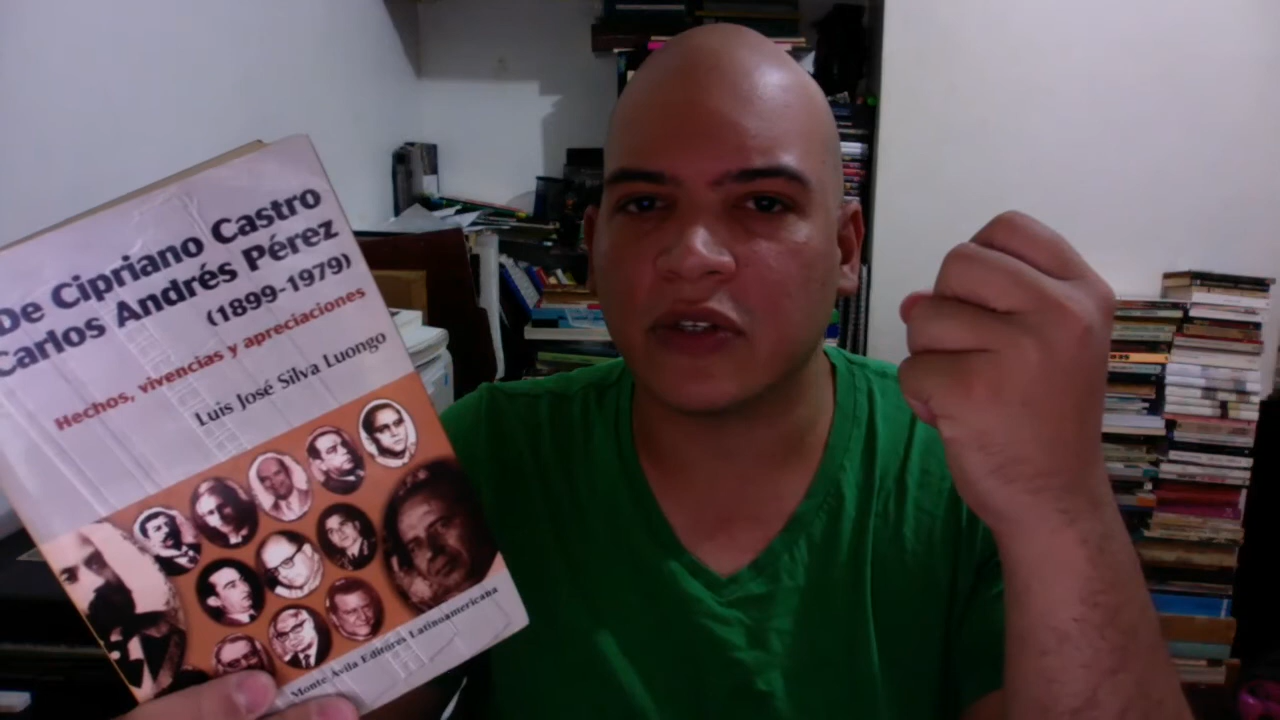 De Cipriano Castro
Carlos Andrés Pérez
(1899-1979)
Hechos, vivencias y apreciaciones
Luis José Silva Luongo
Monte Ávila Editores Latinoamericana